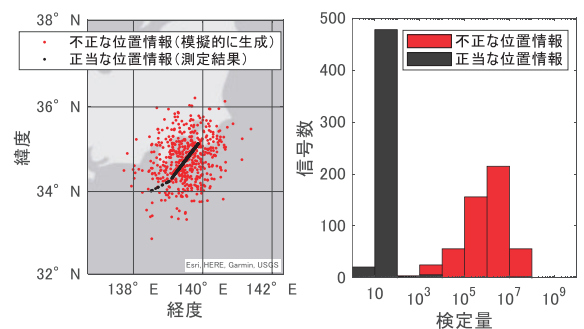 不正な位置情報(模擬的に生成)
正当な位置情報(測定結果)
38° N
36° N
34° N
32° N
緯度
138° E
140° E
142° E
経度
Esri, HERE, Garmin, USGS
不正な位置情報
正当な位置情報
500
400
300
200
100
0
信号数
10
10³
10⁵
10⁷
10⁹
検定量